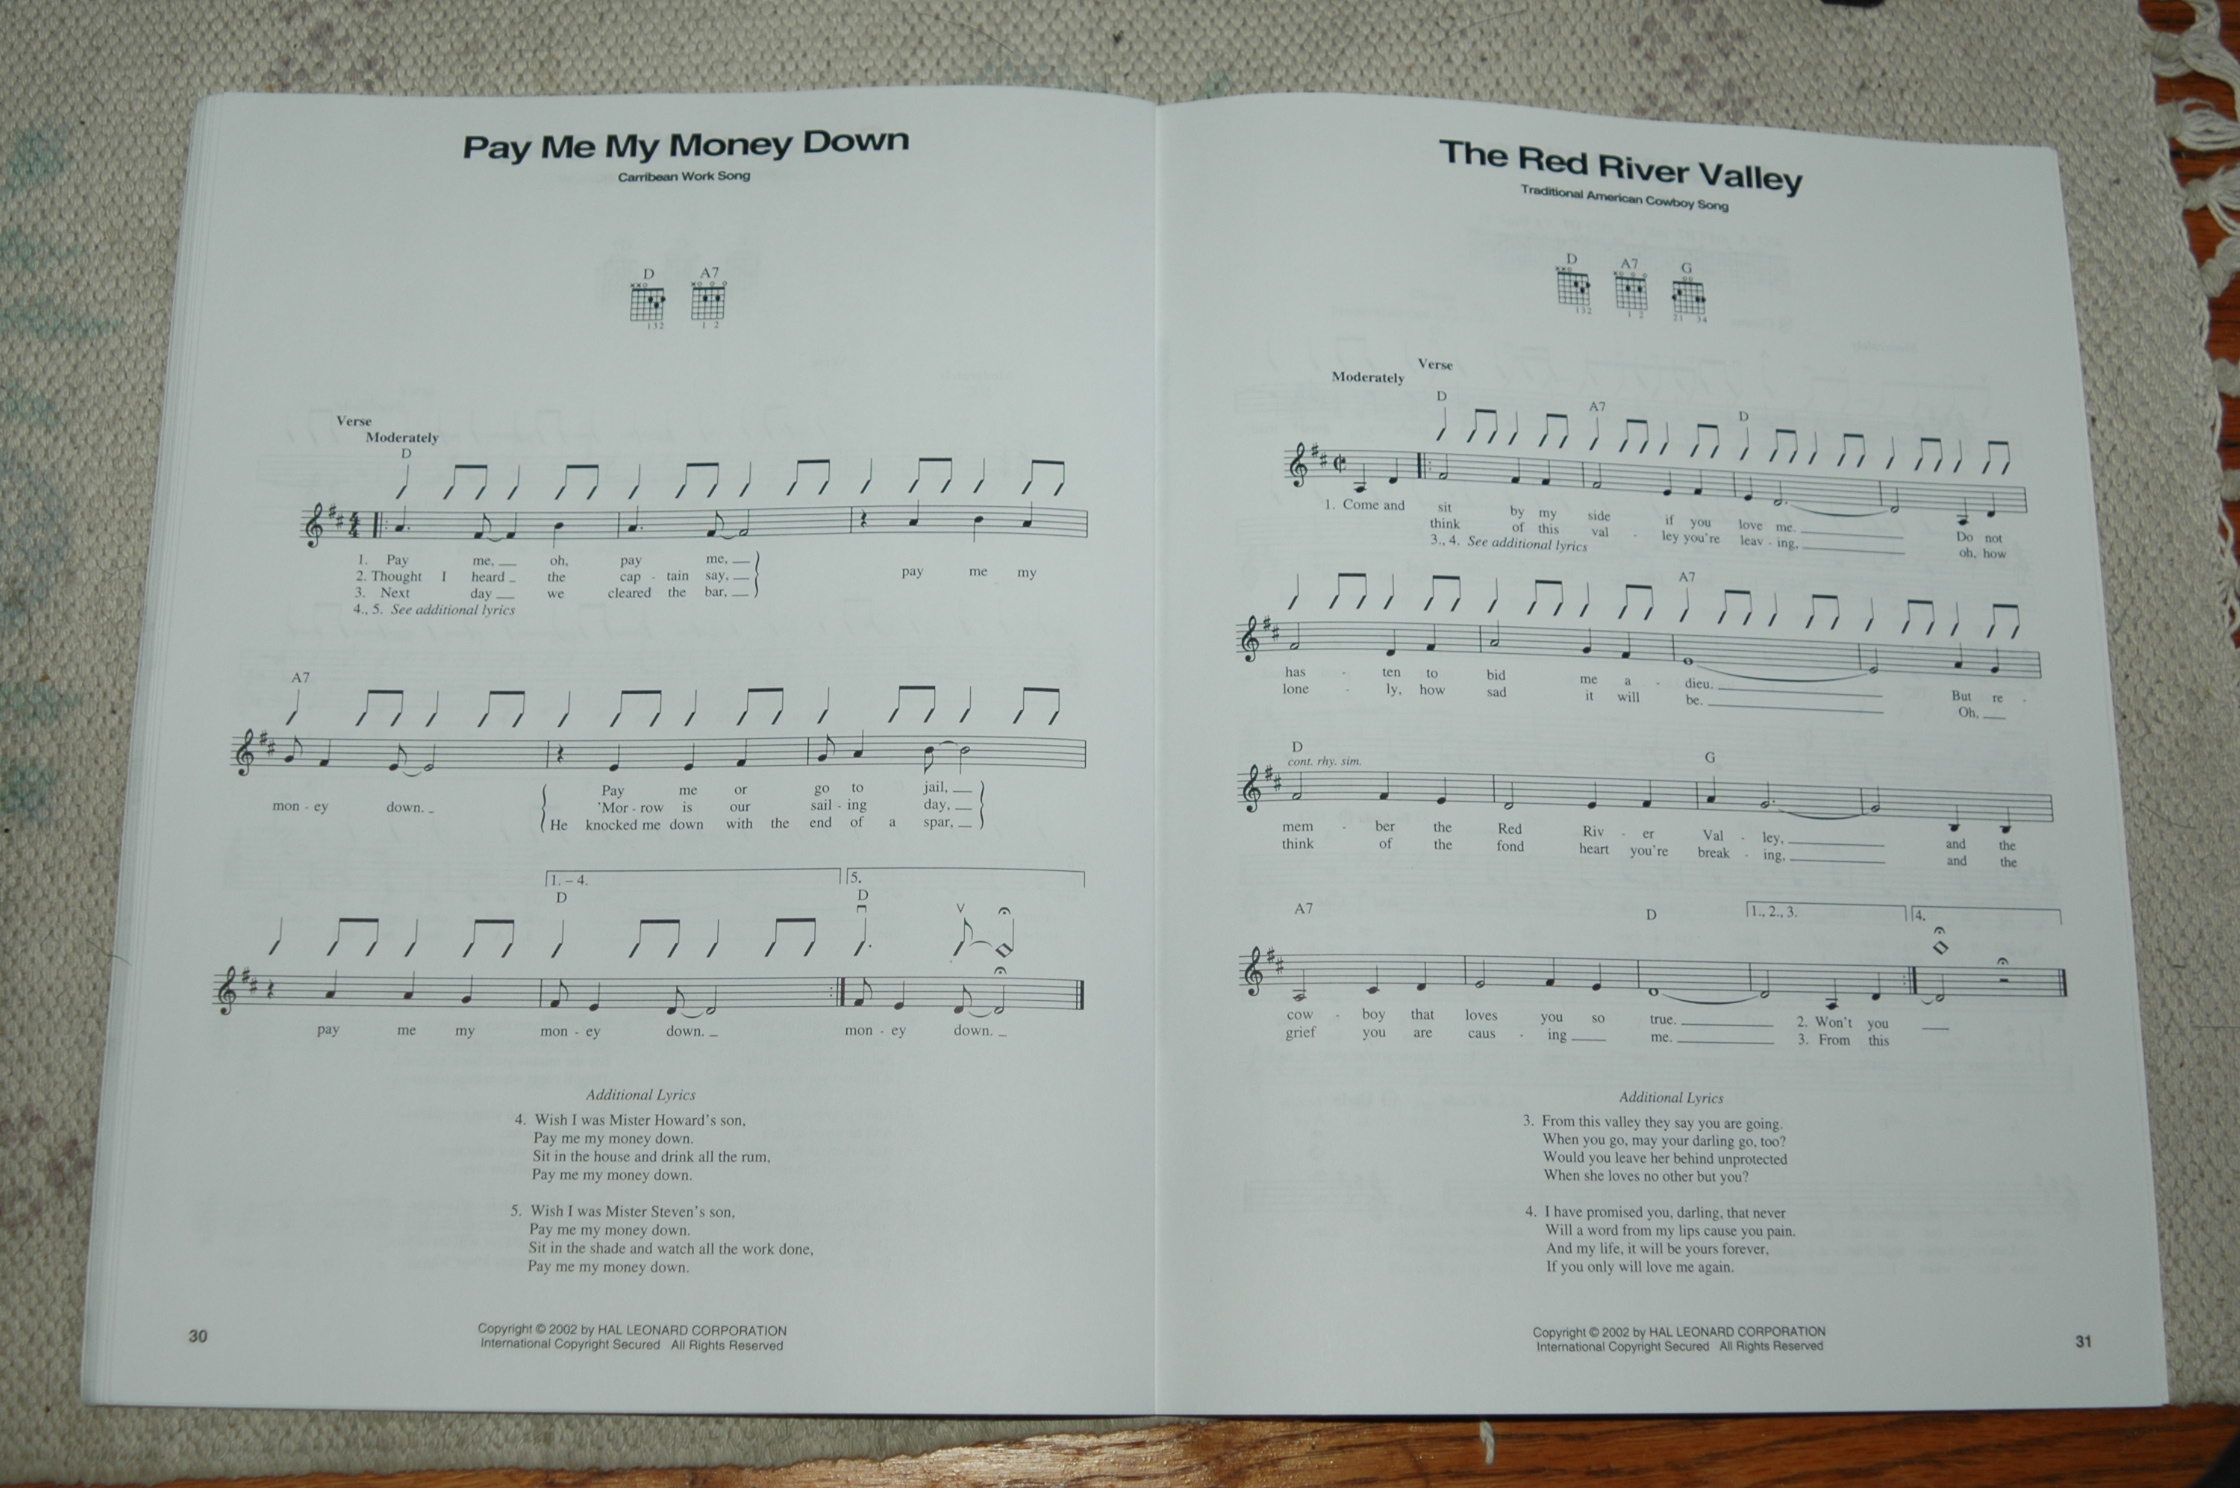 Pay Me My Money Down
Carribean Work Song
D A7
xxo xo o o
132 1 2
Verse
Moderately
D
1. Pay me, oh, pay me,
2. Thought I heard the cap - tain say,
3. Next day we cleared the bar,
pay me my
4., 5. See additional lyrics
A7
mon - ey down.
Pay me or go to jail,
'Mor - row is our sail - ing day,
He knocked me down with the end of a spar,
1. – 4. 5.
D D
pay me my mon - ey down. mon - ey down.
Additional Lyrics
4. Wish I was Mister Howard's son,
Pay me my money down.
Sit in the house and drink all the rum,
Pay me my money down.
5. Wish I was Mister Steven's son,
Pay me my money down.
Sit in the shade and watch all the work done,
Pay me my money down.
30
Copyright © 2002 by HAL LEONARD CORPORATION
International Copyright Secured All Rights Reserved
The Red River Valley
Traditional American Cowboy Song
D A7 G
132 1 2 21 34
Verse
Moderately
D A7 D
1. Come and sit by my side if you love me. Do not
think of this val - ley you're leav - ing, oh, how
3., 4. See additional lyrics
A7
has - ten to bid me a - dieu. But re -
lone - ly, how sad it will be. Oh,
D G
cont. rhy. sim.
mem - ber the Red Riv - er Val - ley, and the
think of the fond heart you're break - ing, and the
A7 D 1., 2., 3. 4.
cow - boy that loves you so true. 2. Won't you
grief you are caus - ing me. 3. From this
Additional Lyrics
3. From this valley they say you are going.
When you go, may your darling go, too?
Would you leave her behind unprotected
When she loves no other but you?
4. I have promised you, darling, that never
Will a word from my lips cause you pain.
And my life, it will be yours forever,
If you only will love me again.
Copyright © 2002 by HAL LEONARD CORPORATION
International Copyright Secured All Rights Reserved
31